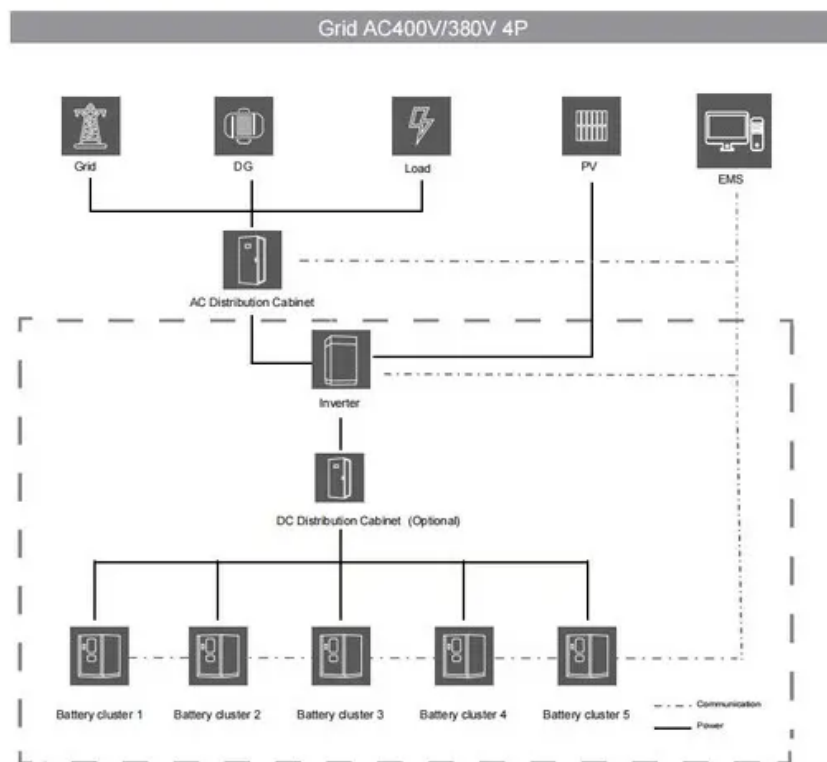 Grid AC400V/380V 4P
Grid
DG
Load
PV
EMS
AC Distribution Cabinet
Inverter
DC Distribution Cabinet (Optional)
Battery cluster 1
Battery cluster 2
Battery cluster 3
Battery cluster 4
Battery cluster 5
Communication
Power